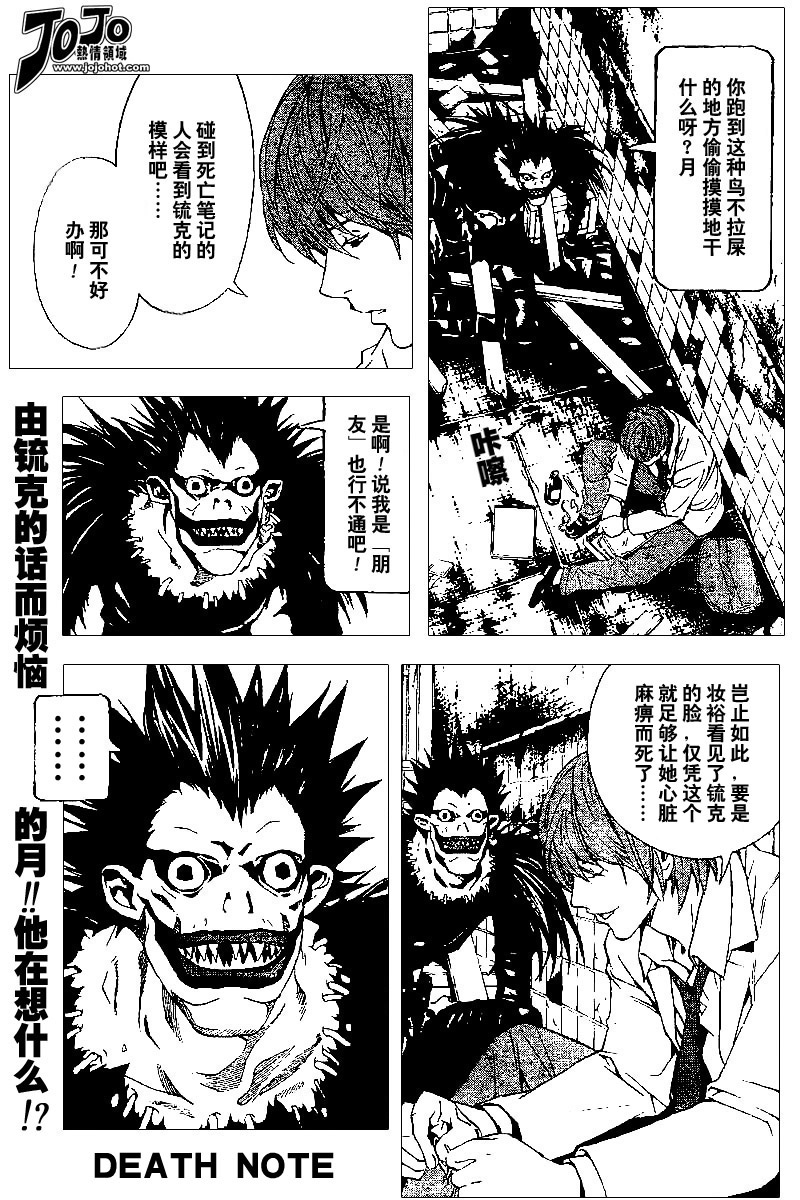 JOJO
熱情領域
www.jojohot.com
你跑到这种鸟不拉屎
的地方偷偷摸摸地干
什么呀？月
咔嚓
碰到死亡笔记的
人会看到锍克的
模样吧……
那可不好
办啊！
是啊！说我是「朋
友」也行不通吧！
岂止如此，要是
妆裕看见了锍克
的脸，仅凭这个
就足够让她心脏
麻痹而死了……
……
由锍克的话而烦恼
的月!!他在想什么!?
DEATH NOTE